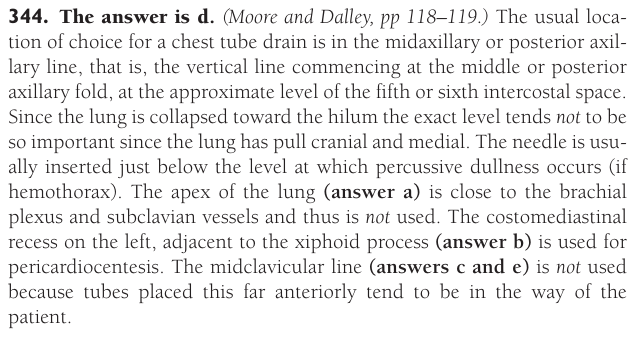 344. The answer is d. (Moore and Dalley, pp 118–119.) The usual loca-
tion of choice for a chest tube drain is in the midaxillary or posterior axil-
lary line, that is, the vertical line commencing at the middle or posterior
axillary fold, at the approximate level of the fifth or sixth intercostal space.
Since the lung is collapsed toward the hilum the exact level tends not to be
so important since the lung has pull cranial and medial. The needle is usu-
ally inserted just below the level at which percussive dullness occurs (if
hemothorax). The apex of the lung (answer a) is close to the brachial
plexus and subclavian vessels and thus is not used. The costomediastinal
recess on the left, adjacent to the xiphoid process (answer b) is used for
pericardiocentesis. The midclavicular line (answers c and e) is not used
because tubes placed this far anteriorly tend to be in the way of the
patient.